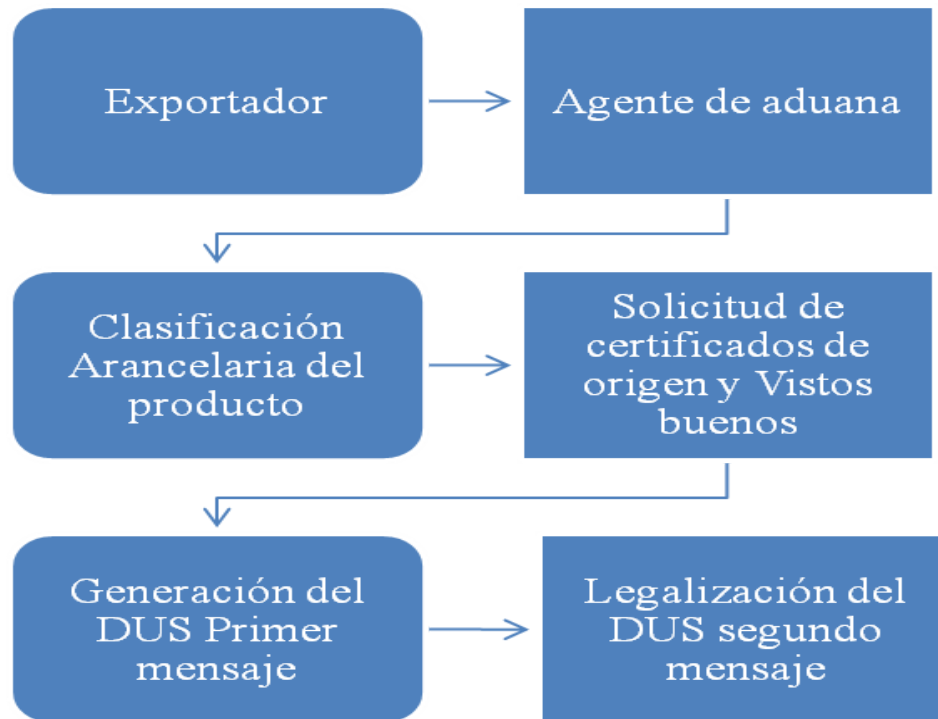 Exportador
Agente de aduana
Clasificación
Arancelaria del
producto
Solicitud de
certificados de
origen y Vistos
buenos
Generación del
DUS Primer
mensaje
Legalización del
DUS segundo
mensaje